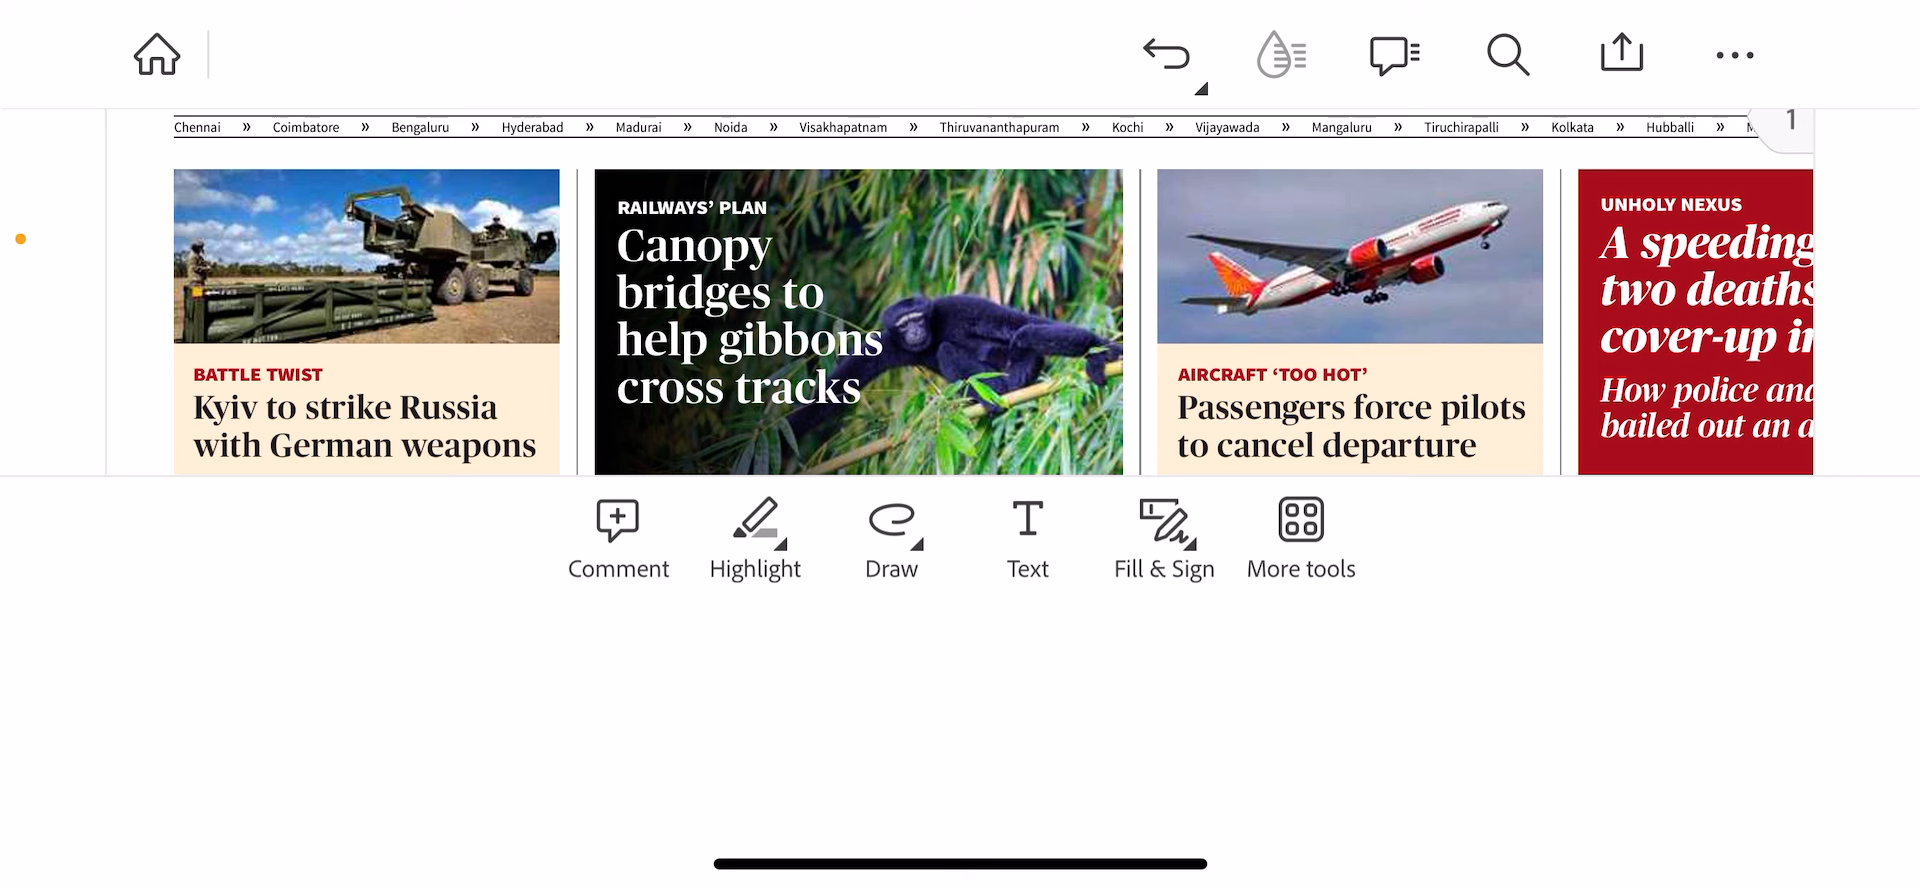 Chennai » Coimbatore » Bengaluru » Hyderabad » Madurai » Noida » Visakhapatnam » Thiruvananthapuram » Kochi » Vijayawada » Mangaluru » Tiruchirapalli » Kolkata » Hubballi »
1
BATTLE TWIST
Kyiv to strike Russia
with German weapons
RAILWAYS’ PLAN
Canopy
bridges to
help gibbons
cross tracks
AIRCRAFT ‘TOO HOT’
Passengers force pilots
to cancel departure
UNHOLY NEXUS
A speeding
two deaths
cover-up
How police
bailed out an
Comment
Highlight
Draw
Text
Fill & Sign
More tools